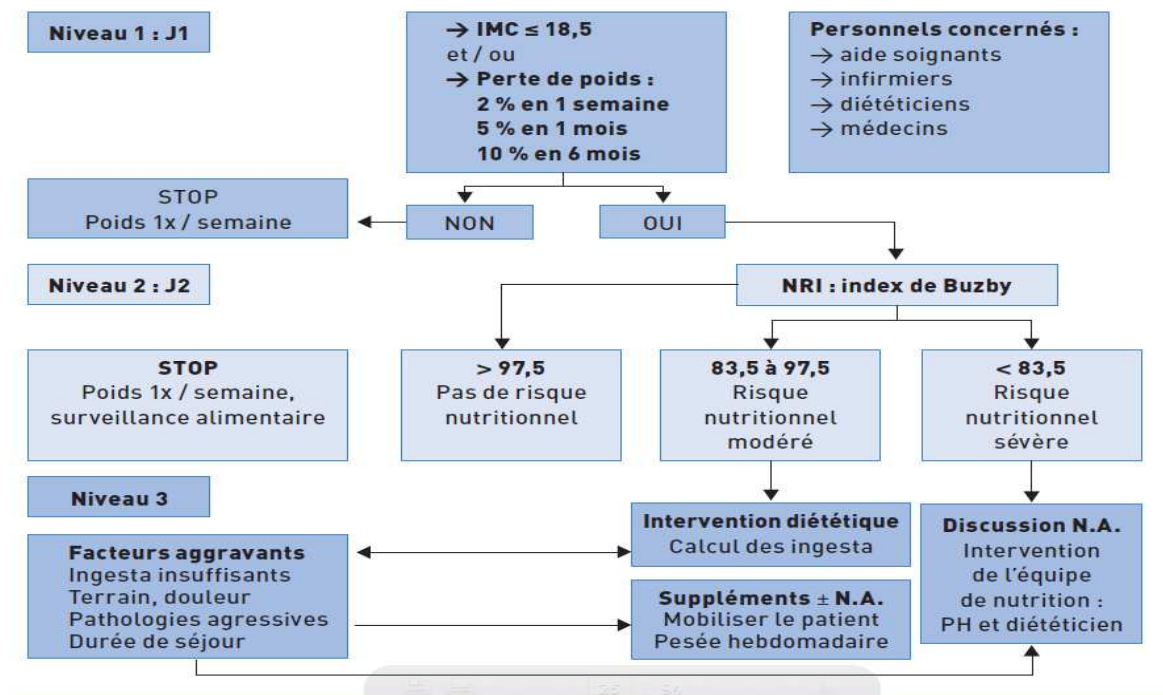 Niveau 1 : J1
→ IMC ≤ 18,5
et / ou
→ Perte de poids :
2 % en 1 semaine
5 % en 1 mois
10 % en 6 mois
Personnels concernés :
→ aide soignants
→ infirmiers
→ diététiciens
→ médecins
STOP
Poids 1x / semaine
NON
OUI
Niveau 2 : J2
NRI : index de Buzby
STOP
Poids 1x / semaine,
surveillance alimentaire
> 97,5
Pas de risque
nutritionnel
83,5 à 97,5
Risque
nutritionnel
modéré
< 83,5
Risque
nutritionnel
sévère
Niveau 3
Facteurs aggravants
Ingesta insuffisants
Terrain, douleur
Pathologies agressives
Durée de séjour
Intervention diététique
Calcul des ingesta
Suppléments ± N.A.
Mobiliser le patient
Pesée hebdomadaire
Discussion N.A.
Intervention
de l'équipe
de nutrition :
PH et diététicien